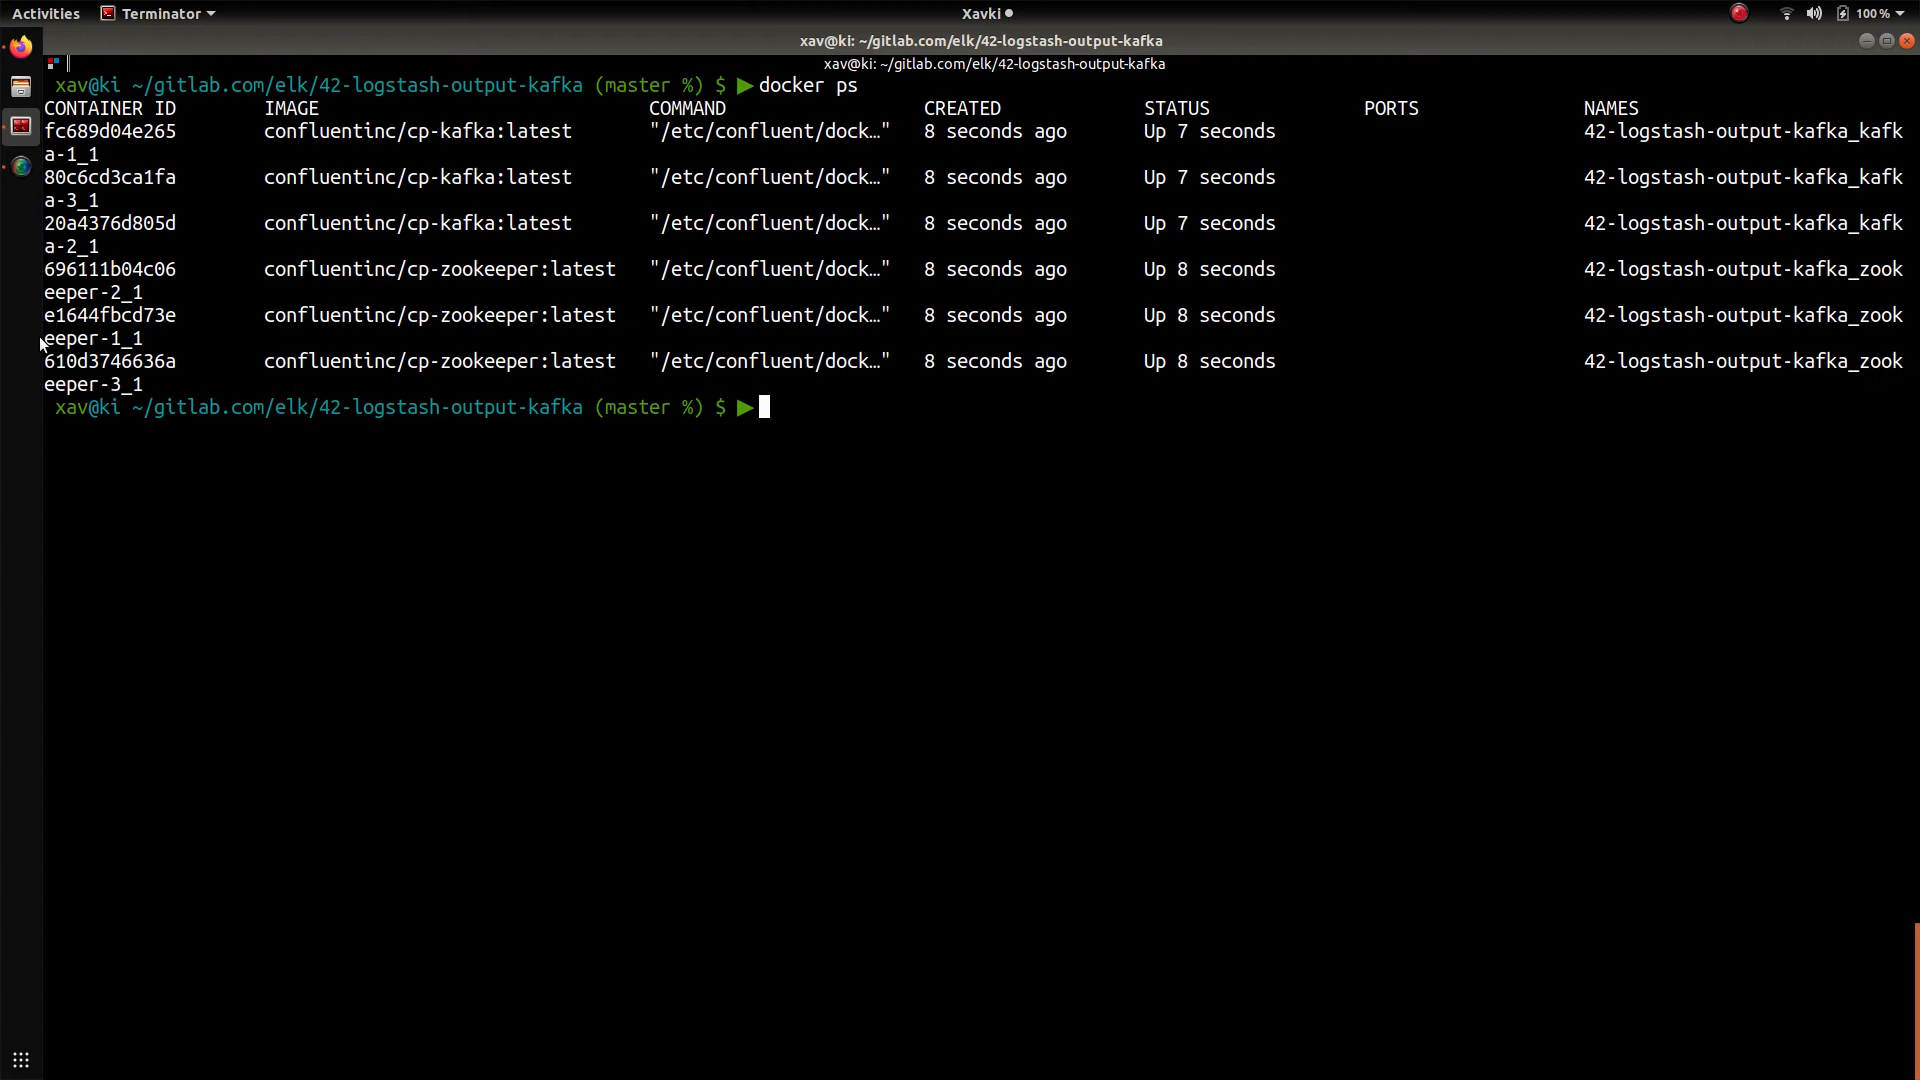 Activities Terminator Xavki 100 %
xav@ki: ~/gitlab.com/elk/42-logstash-output-kafka
xav@ki: ~/gitlab.com/elk/42-logstash-output-kafka
xav@ki ~/gitlab.com/elk/42-logstash-output-kafka (master %) $ ▶docker ps
CONTAINER ID IMAGE COMMAND CREATED STATUS PORTS NAMES
fc689d04e265 confluentinc/cp-kafka:latest "/etc/confluent/dock…" 8 seconds ago Up 7 seconds 42-logstash-output-kafka_kafk
a-1_1
80c6cd3ca1fa confluentinc/cp-kafka:latest "/etc/confluent/dock…" 8 seconds ago Up 7 seconds 42-logstash-output-kafka_kafk
a-3_1
20a4376d805d confluentinc/cp-kafka:latest "/etc/confluent/dock…" 8 seconds ago Up 7 seconds 42-logstash-output-kafka_kafk
a-2_1
696111b04c06 confluentinc/cp-zookeeper:latest "/etc/confluent/dock…" 8 seconds ago Up 8 seconds 42-logstash-output-kafka_zook
eeper-2_1
e1644fbcd73e confluentinc/cp-zookeeper:latest "/etc/confluent/dock…" 8 seconds ago Up 8 seconds 42-logstash-output-kafka_zook
eeper-1_1
610d3746636a confluentinc/cp-zookeeper:latest "/etc/confluent/dock…" 8 seconds ago Up 8 seconds 42-logstash-output-kafka_zook
eeper-3_1
xav@ki ~/gitlab.com/elk/42-logstash-output-kafka (master %) $ ▶